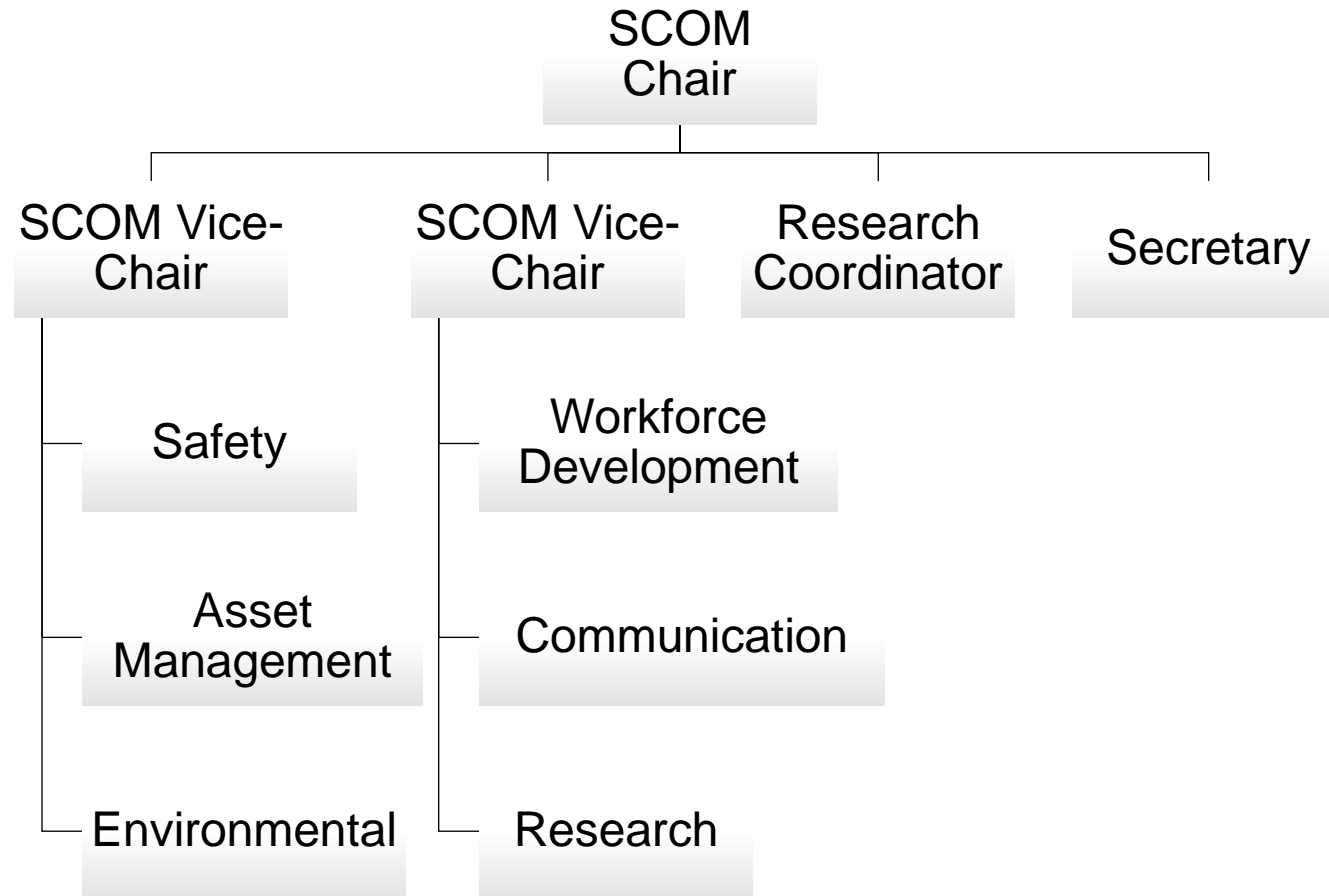 SCOM
Chair
SCOM Vice-
Chair
SCOM Vice-
Chair
Research
Coordinator
Secretary
Safety
Workforce
Development
Asset
Management
Communication
Environmental
Research